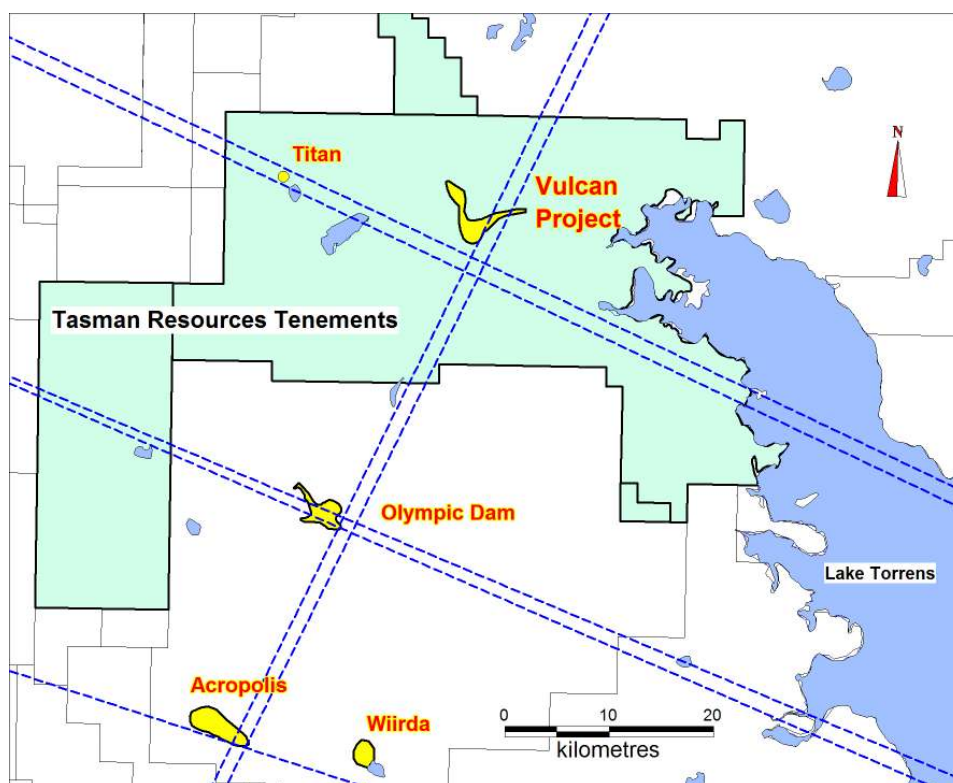 N
Titan
Vulcan
Project
Tasman Resources Tenements
Olympic Dam
Lake Torrens
Acropolis
Wiirda
0 10 20
kilometres